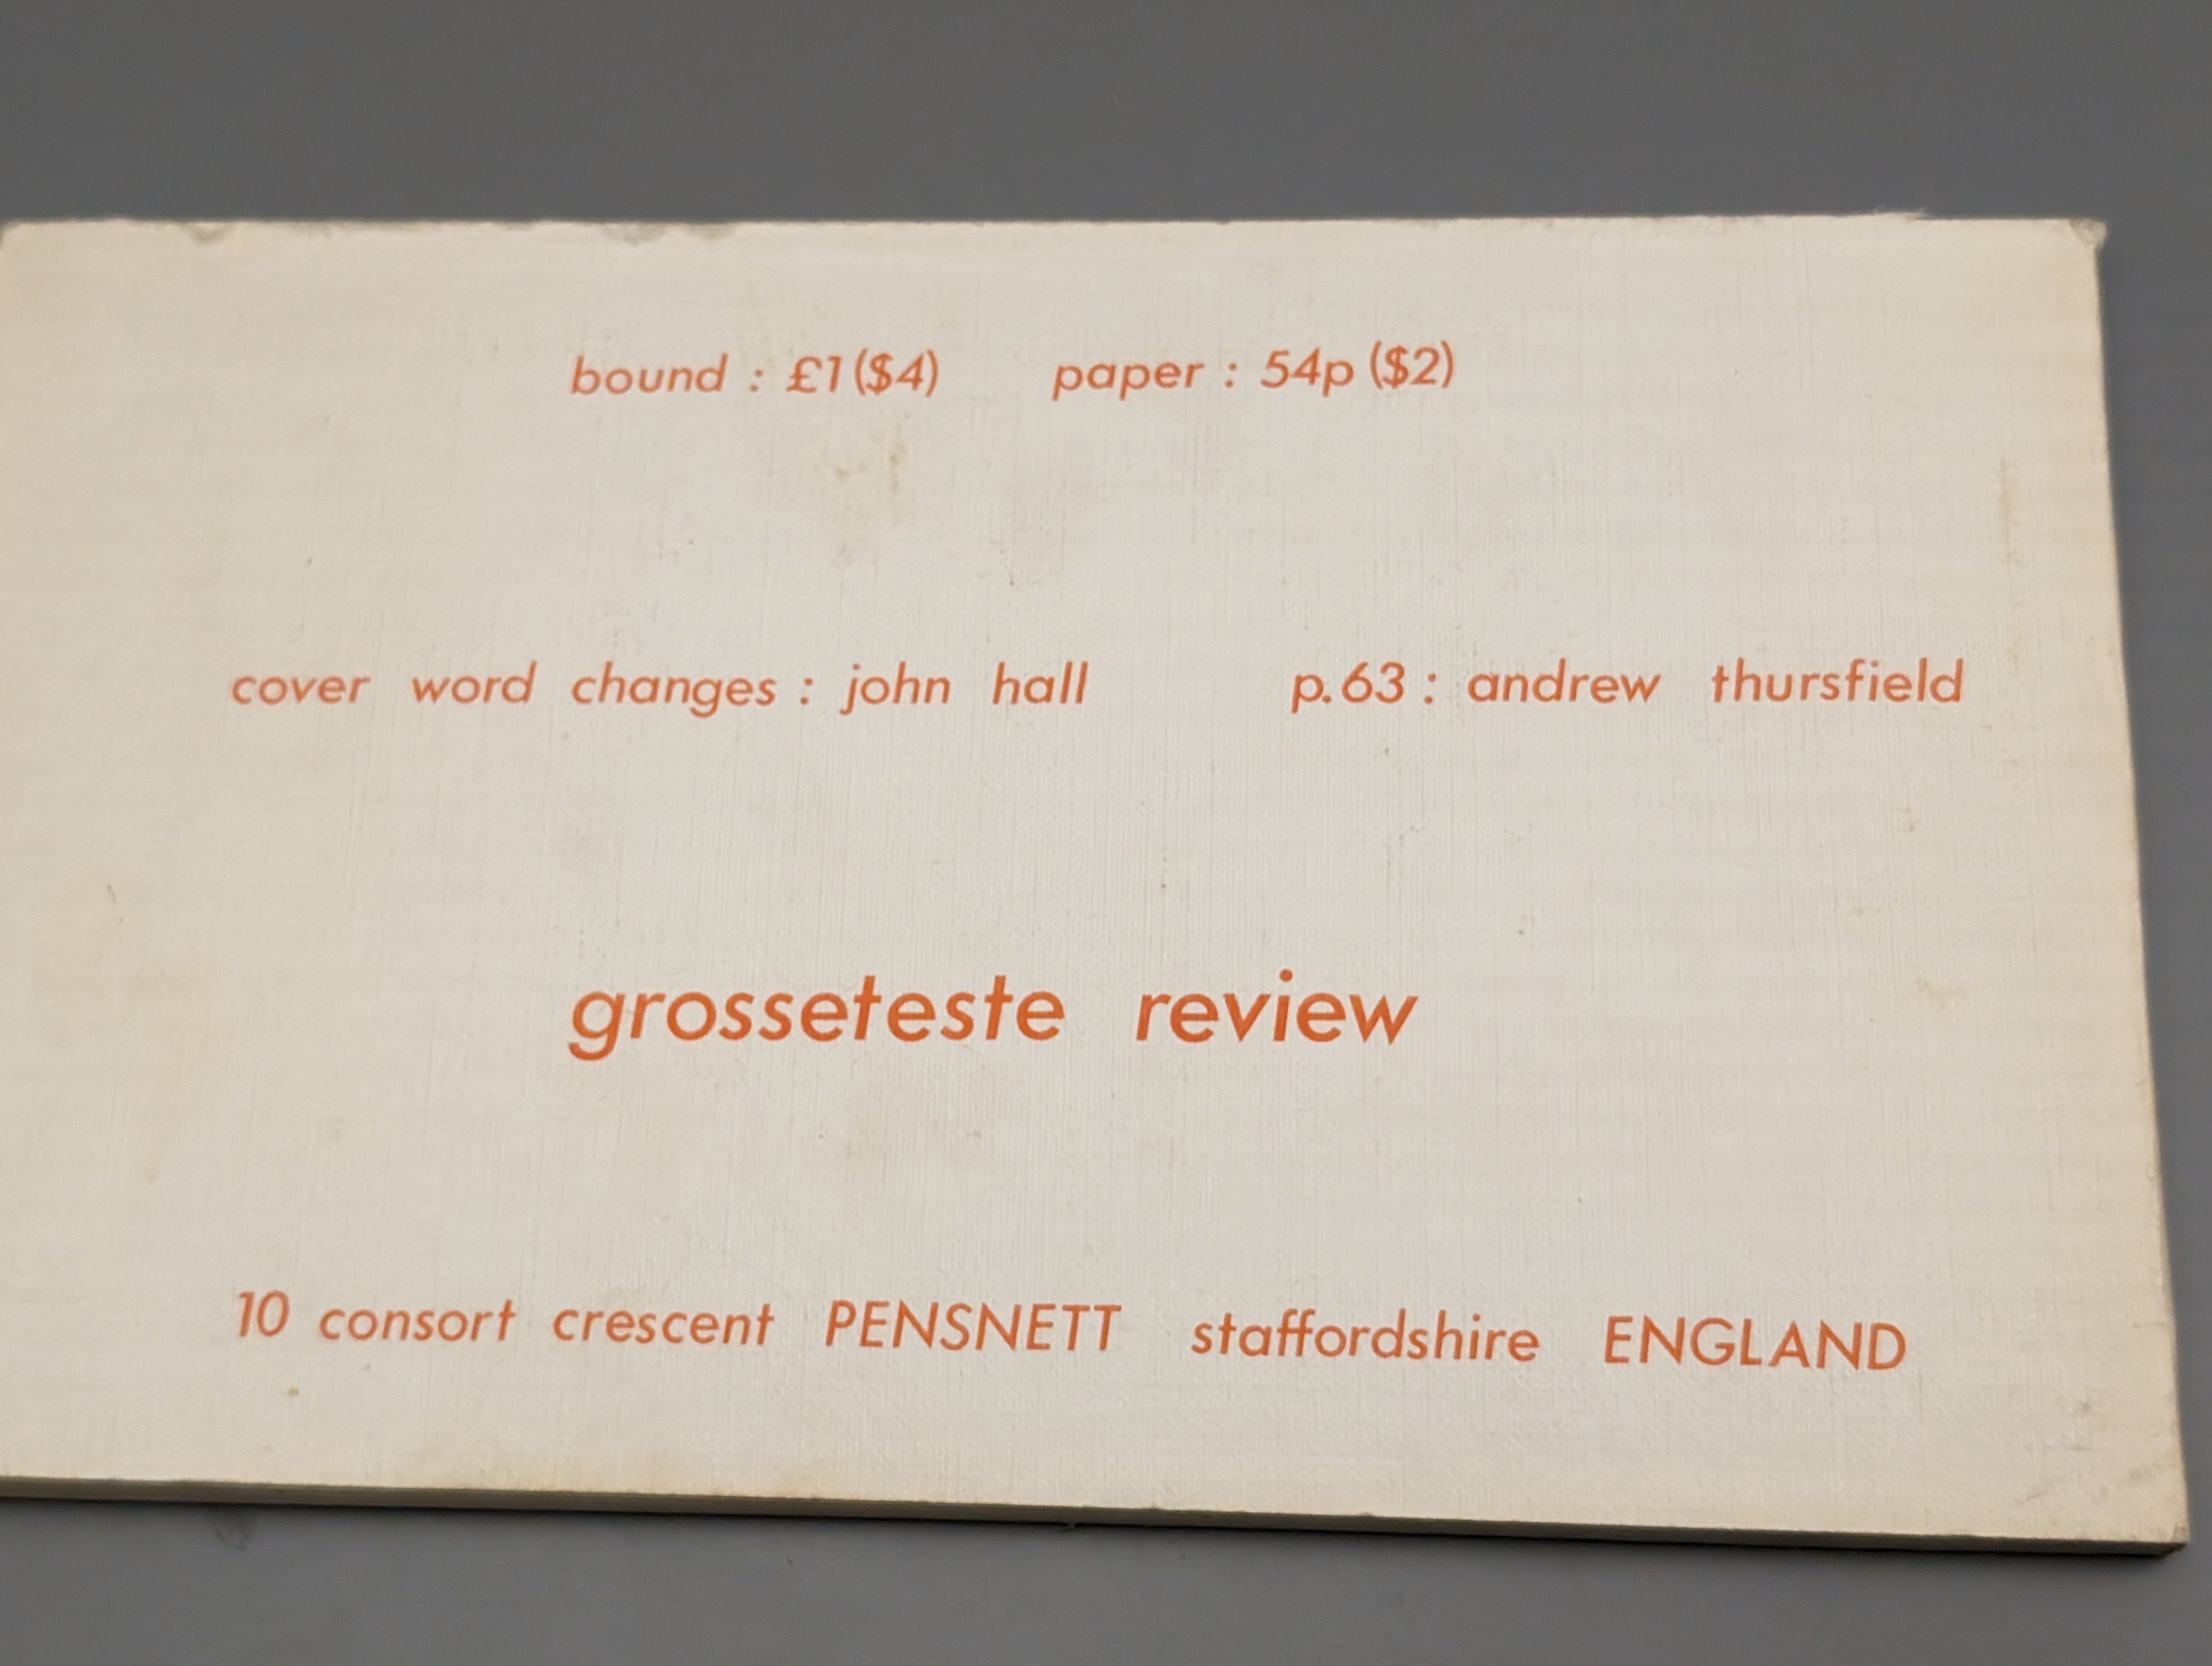 bound : £1 ($4) paper : 54p ($2)
cover word changes : john hall p. 63 : andrew thursfield
grosseteste review
10 consort crescent PENSNETT staffordshire ENGLAND